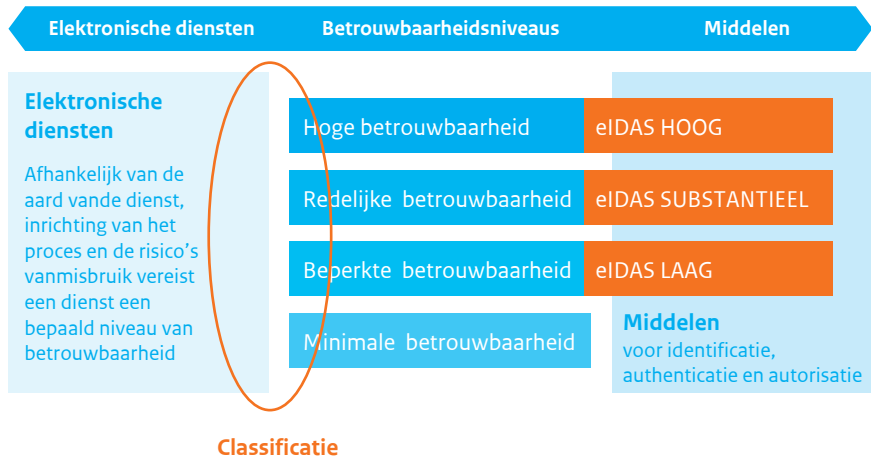 Elektronische diensten
Betrouwbaarheidsniveaus
Middelen
Elektronische
diensten
Afhankelijk van de
aard vande dienst,
inrichting van het
proces en de risico's
vanmisbruik vereist
een dienst een
bepaald niveau van
betrouwbaarheid
Hoge betrouwbaarheid
eIDAS HOOG
Redelijke betrouwbaarheid
eIDAS SUBSTANTIEEL
Beperkte betrouwbaarheid
eIDAS LAAG
Minimale betrouwbaarheid
Middelen
voor identificatie,
authenticatie en autorisatie
Classificatie